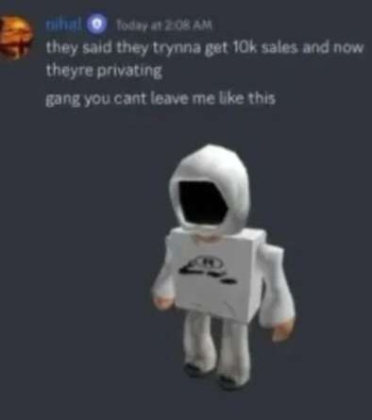 nihal Today at 2:08 AM
they said they trynna get 10k sales and now
theyre privating
gang you cant leave me like this